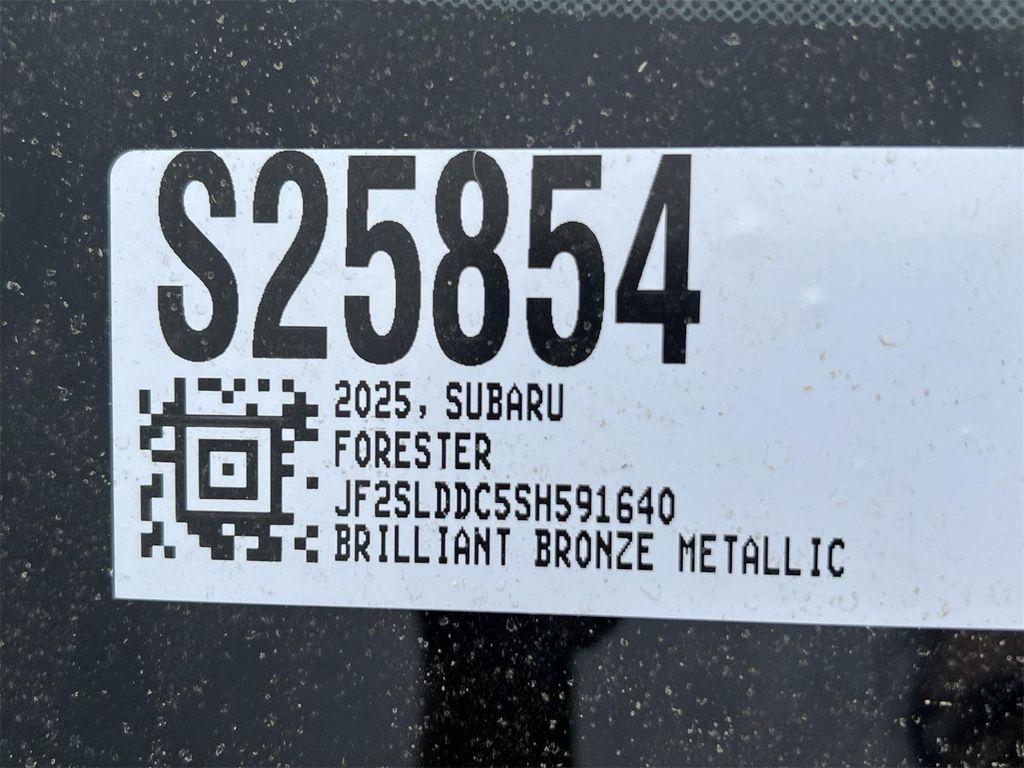 S25854
2025, SUBARU
FORESTER
JF2SLDDC5SH591640
BRILLIANT BRONZE METALLIC